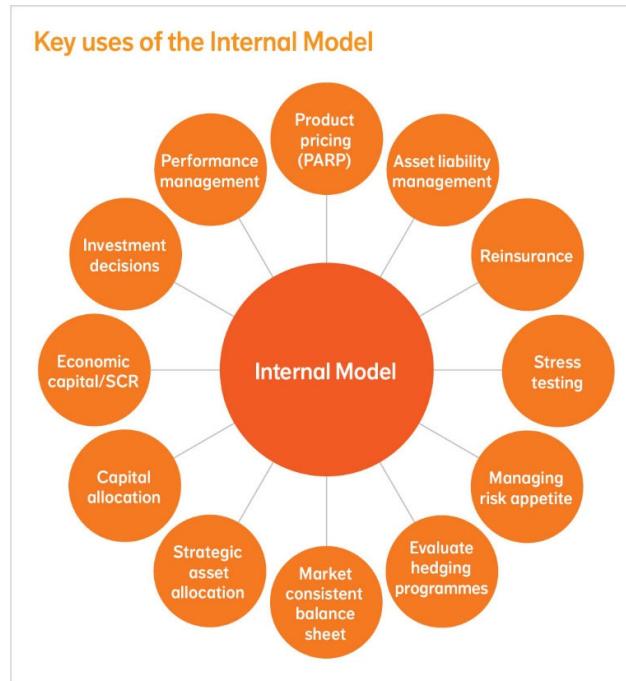 Key uses of the Internal Model
Product
pricing
(PARP)
Asset liability
management
Reinsurance
Stress
testing
Managing
risk appetite
Evaluate
hedging
programmes
Market
consistent
balance
sheet
Strategic
asset
allocation
Capital
allocation
Economic
capital/SCR
Investment
decisions
Performance
management
Internal Model